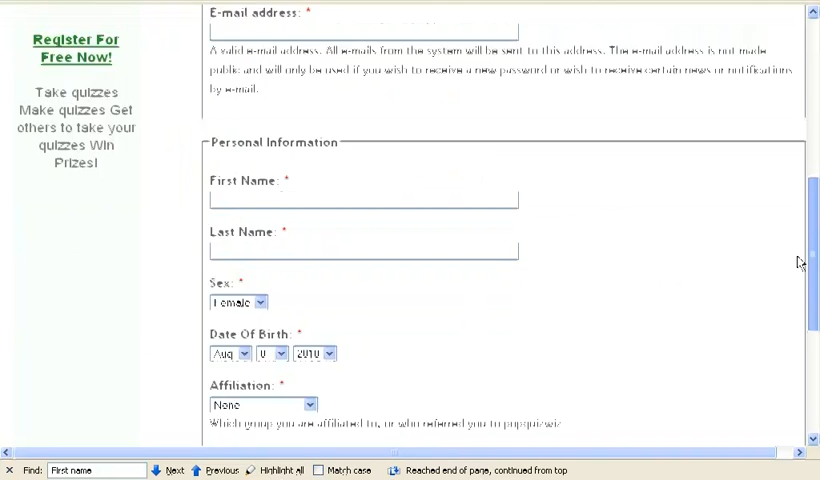 Register For
Free Now!
Take quizzes
Make quizzes Get
others to take your
quizzes Win
Prizes!
E-mail address: *
A valid e-mail address. All e-mails from the system will be sent to this address. The e-mail address is not made
public and will only be used if you wish to receive a new password or wish to receive certain news or notifications
by e-mail.
Personal Information
First Name: *
Last Name: *
Sex: *
Female
Date Of Birth: *
Aug 2010
Affiliation: *
None
Which group you are affiliated to, or who referred you to popquizwiz
Find: First name Next Previous Highlight all Match case Reached end of page, continued from top